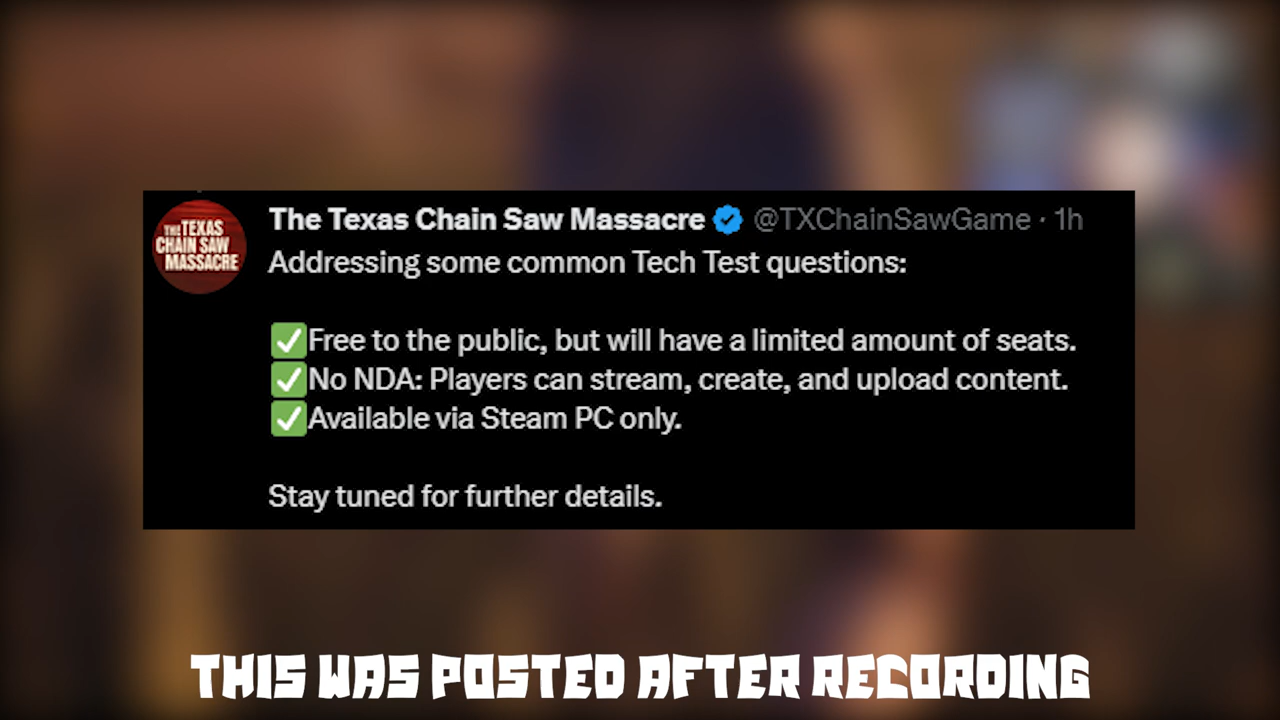 THE TEXAS
CHAIN SAW
MASSACRE
The Texas Chain Saw Massacre @TXChainSawGame · 1h
Addressing some common Tech Test questions:
✅Free to the public, but will have a limited amount of seats.
✅No NDA: Players can stream, create, and upload content.
✅Available via Steam PC only.
Stay tuned for further details.
THIS WAS POSTED AFTER RECORDING